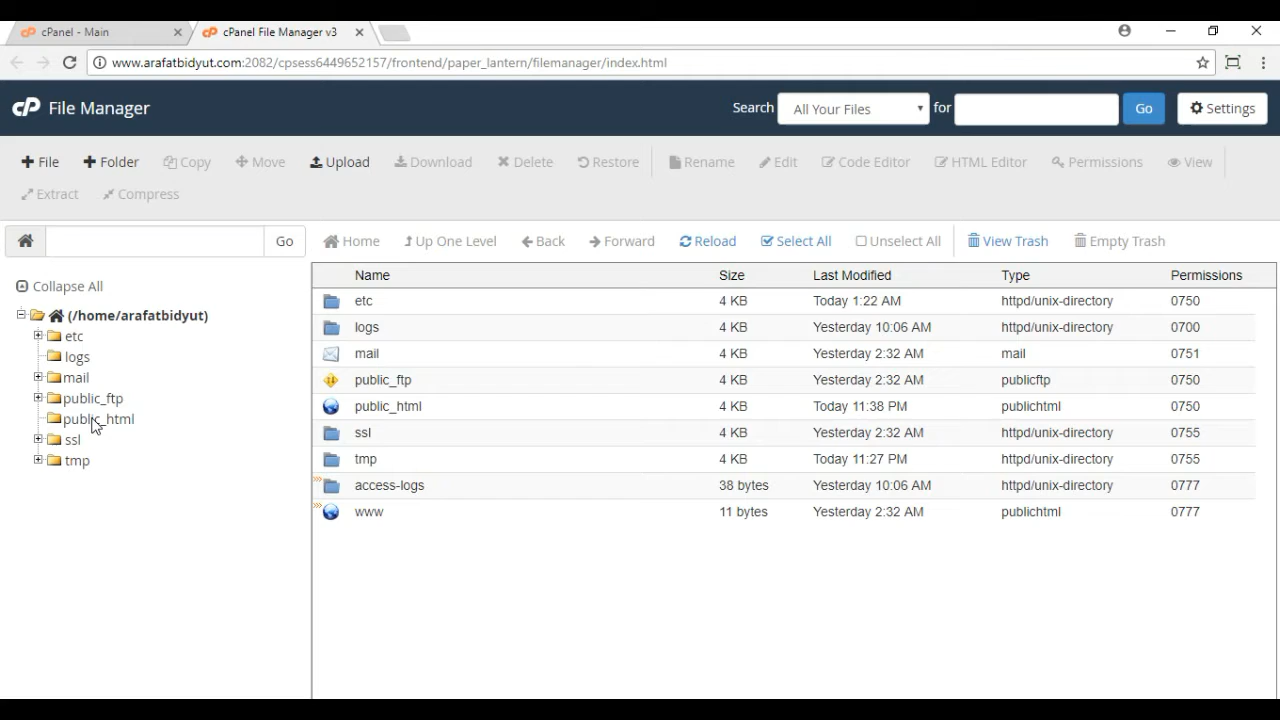 cPanel - Main
cPanel File Manager v3
www.arafatbidyut.com:2082/cpsess6449652157/frontend/paper_lantern/filemanager/index.html
cP File Manager
Search All Your Files for Go Settings
File Folder Copy Move Upload Download Delete Restore Rename Edit Code Editor HTML Editor Permissions View
Extract Compress
Go Home Up One Level Back Forward Reload Select All Unselect All View Trash Empty Trash
Collapse All
(/home/arafatbidyut)
etc
logs
mail
public_ftp
public_html
ssl
tmp
Name Size Last Modified Type Permissions
etc 4 KB Today 1:22 AM httpd/unix-directory 0750
logs 4 KB Yesterday 10:06 AM httpd/unix-directory 0700
mail 4 KB Yesterday 2:32 AM mail 0751
public_ftp 4 KB Yesterday 2:32 AM publicftp 0750
public_html 4 KB Today 11:38 PM publichtml 0750
ssl 4 KB Yesterday 2:32 AM httpd/unix-directory 0755
tmp 4 KB Today 11:27 PM httpd/unix-directory 0755
access-logs 38 bytes Yesterday 10:06 AM httpd/unix-directory 0777
www 11 bytes Yesterday 2:32 AM publichtml 0777